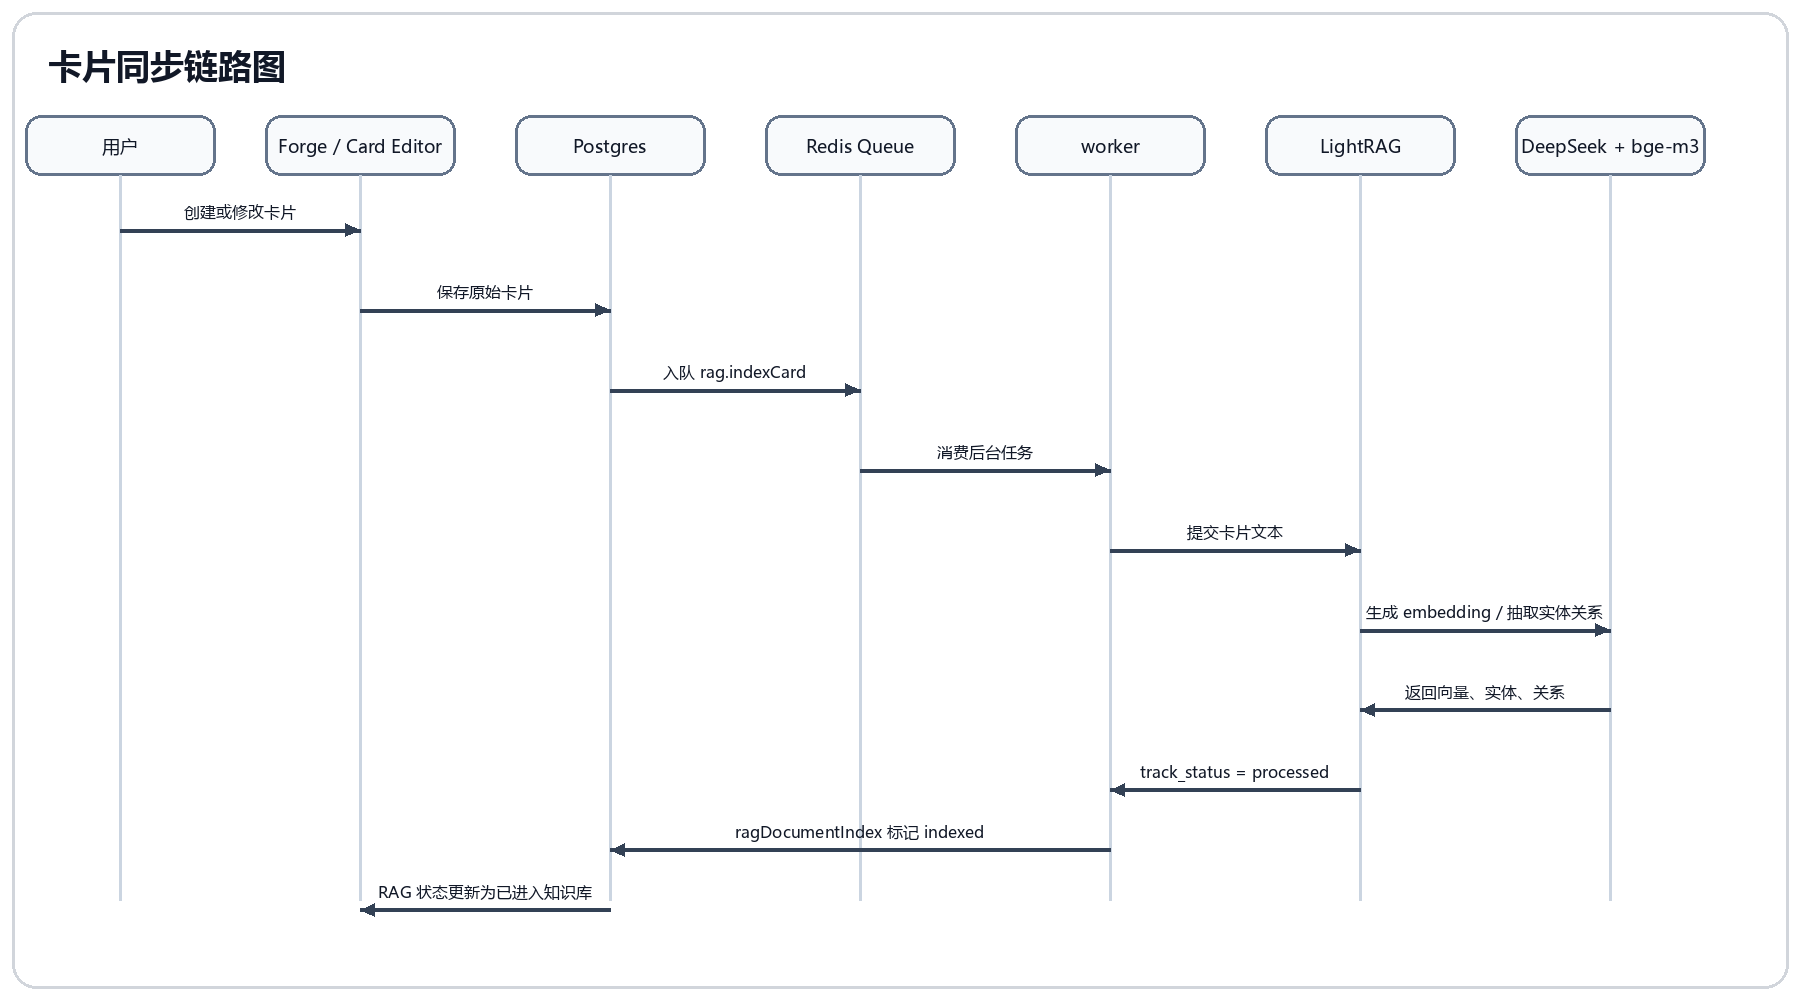 卡片同步链路图
用户
Forge / Card Editor
Postgres
Redis Queue
worker
LightRAG
DeepSeek + bge-m3
创建或修改卡片
保存原始卡片
入队 rag.indexCard
消费后台任务
提交卡片文本
生成 embedding / 抽取实体关系
返回向量、实体、关系
track_status = processed
ragDocumentIndex 标记 indexed
RAG 状态更新为已进入知识库